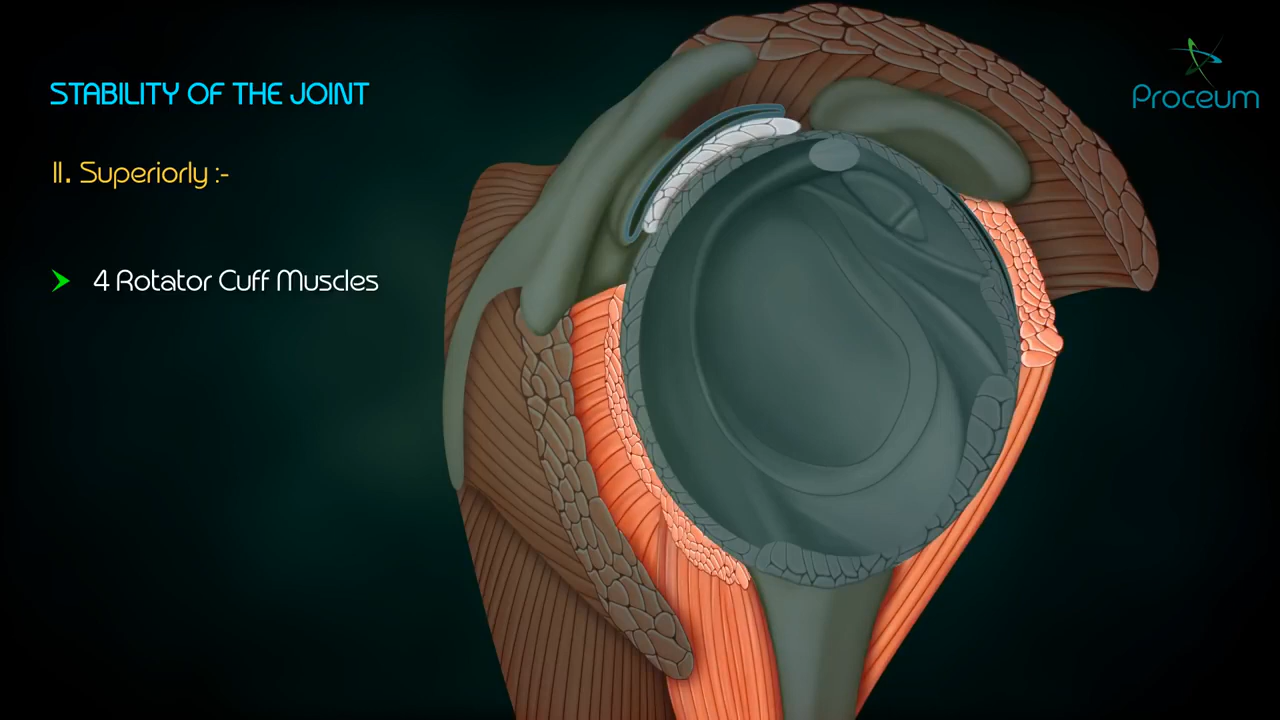 STABILITY OF THE JOINT
II. Superiorly :-
4 Rotator Cuff Muscles
Proceum